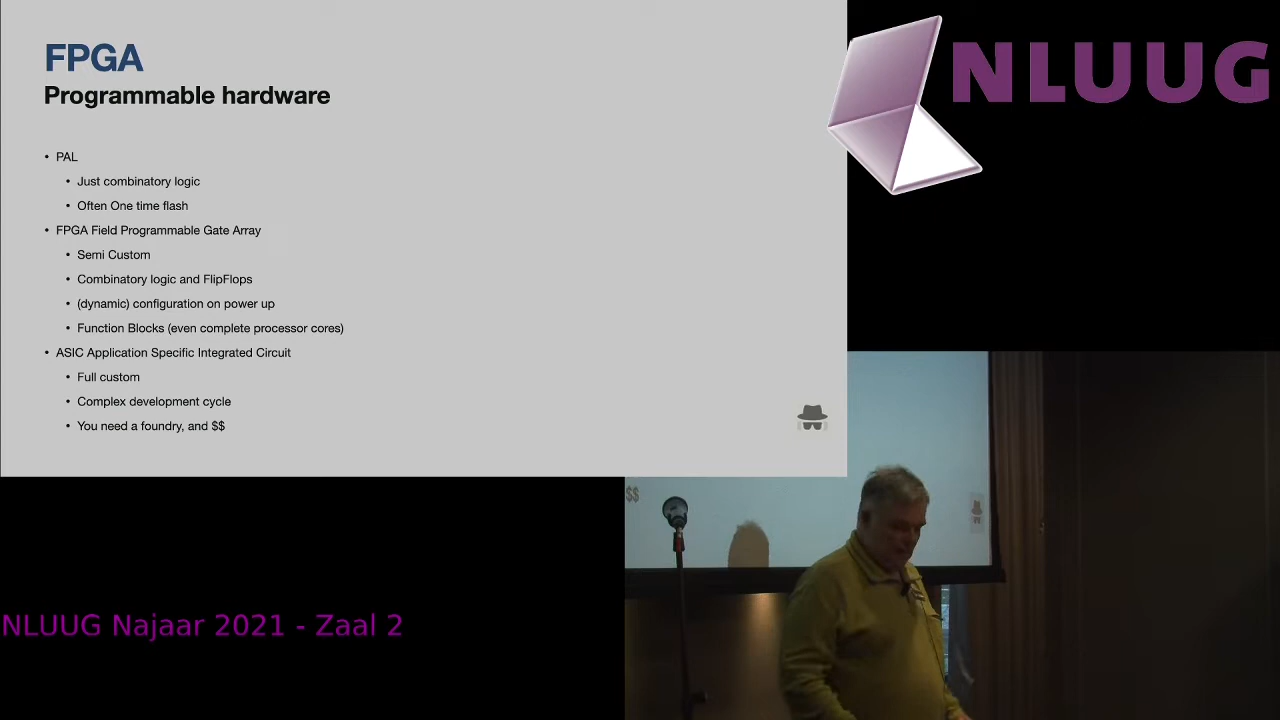 FPGA
Programmable hardware
• PAL
• Just combinatory logic
• Often One time flash
• FPGA Field Programmable Gate Array
• Semi Custom
• Combinatory logic and FlipFlops
• (dynamic) configuration on power up
• Function Blocks (even complete processor cores)
• ASIC Application Specific Integrated Circuit
• Full custom
• Complex development cycle
• You need a foundry, and $$
NLUUG
$$
NLUUG Najaar 2021 - Zaal 2